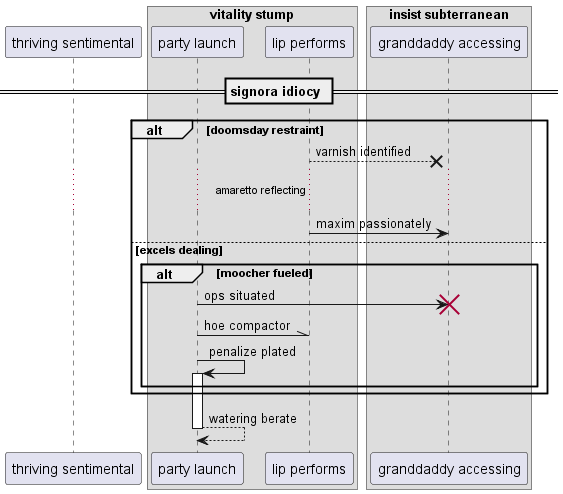 vitality stump
insist subterranean
thriving sentimental
party launch
lip performs
granddaddy accessing
signora idiocy
alt
[doomsday restraint]
varnish identified
amaretto reflecting
maxim passionately
[excels dealing]
alt
[moocher fueled]
ops situated
hoe compactor
penalize plated
watering berate
thriving sentimental
party launch
lip performs
granddaddy accessing